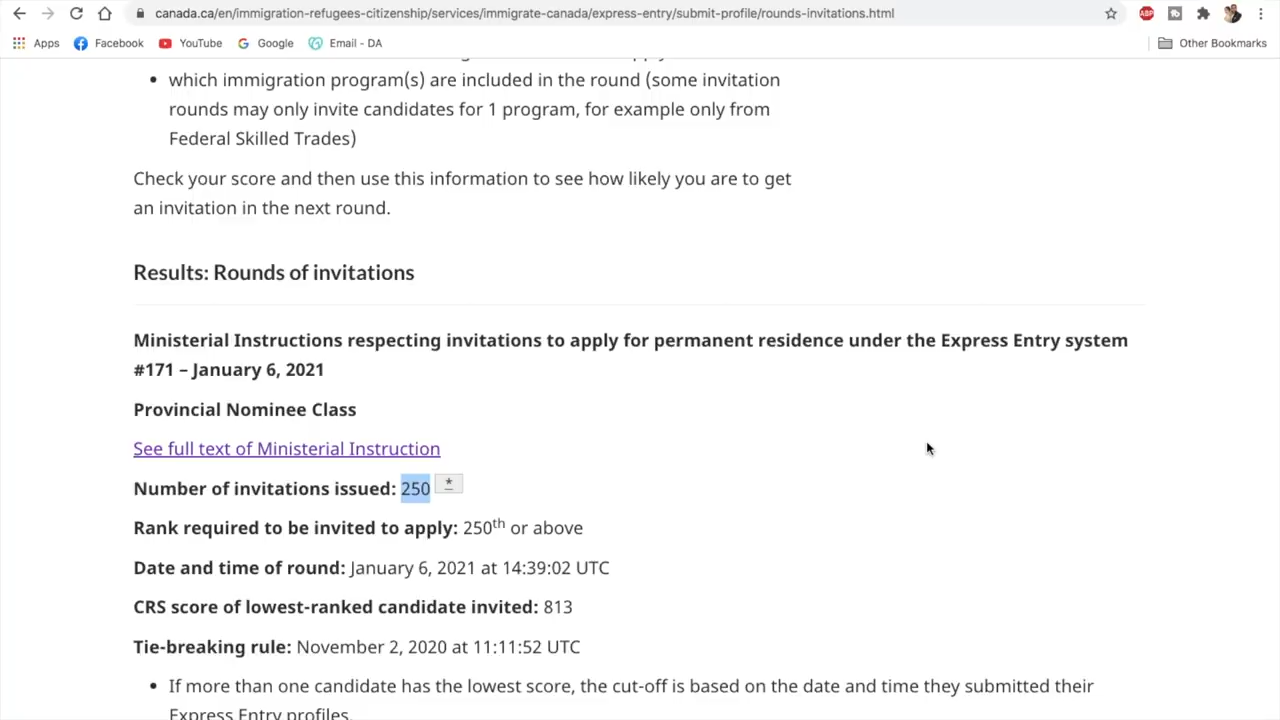 canada.ca/en/immigration-refugees-citizenship/services/immigrate-canada/express-entry/submit-profile/rounds-invitations.html
ABP
Apps Facebook YouTube Google Email - DA Other Bookmarks
which immigration program(s) are included in the round (some invitation
rounds may only invite candidates for 1 program, for example only from
Federal Skilled Trades)
Check your score and then use this information to see how likely you are to get
an invitation in the next round.
Results: Rounds of invitations
Ministerial Instructions respecting invitations to apply for permanent residence under the Express Entry system
#171 – January 6, 2021
Provincial Nominee Class
See full text of Ministerial Instruction
Number of invitations issued: 250 *
Rank required to be invited to apply: 250th or above
Date and time of round: January 6, 2021 at 14:39:02 UTC
CRS score of lowest-ranked candidate invited: 813
Tie-breaking rule: November 2, 2020 at 11:11:52 UTC
• If more than one candidate has the lowest score, the cut-off is based on the date and time they submitted their
Express Entry profiles.